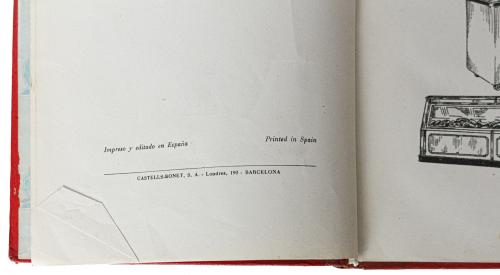 Impreso y editado en España Printed in Spain
CASTELLS-BONET, S. A. - Londres, 193 - BARCELONA